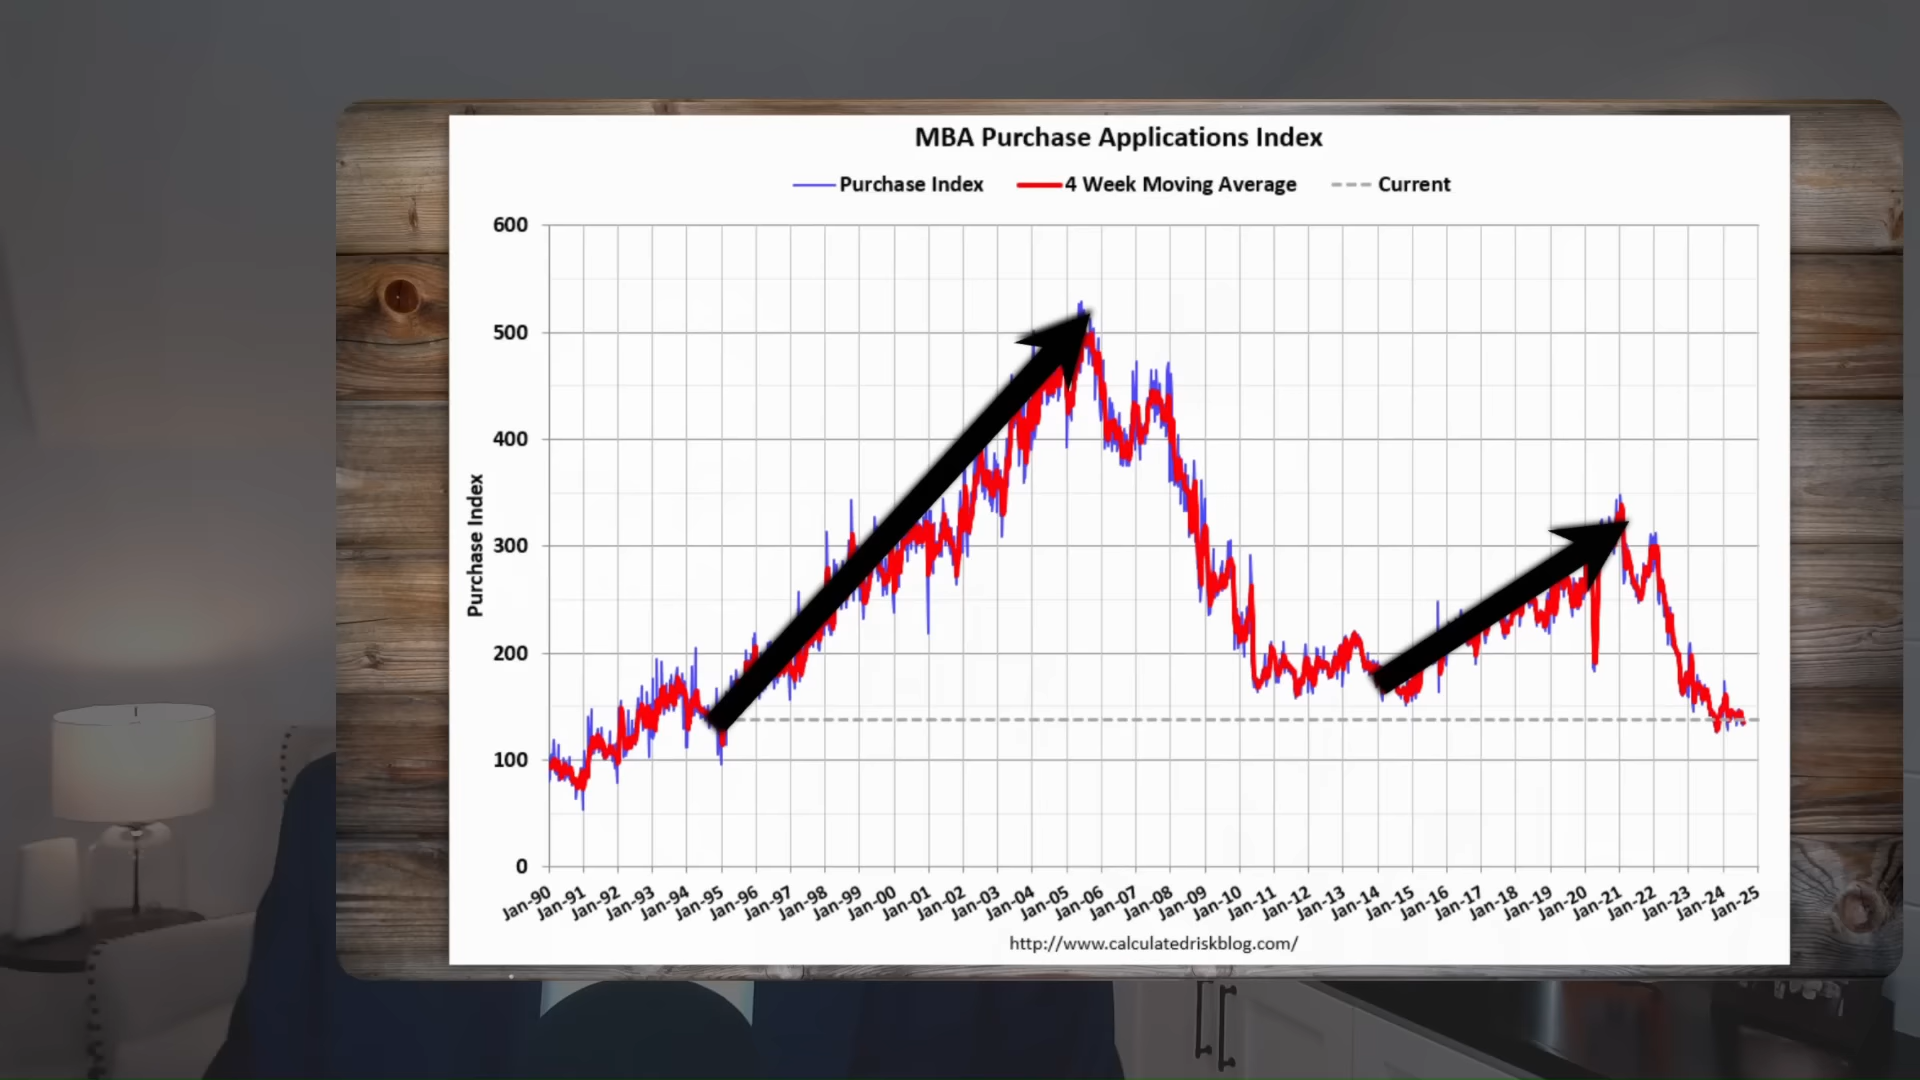 MBA Purchase Applications Index
Purchase Index 4 Week Moving Average Current
600
500
400
300
200
100
0
Purchase Index
Jan-90 Jan-91 Jan-92 Jan-93 Jan-94 Jan-95 Jan-96 Jan-97 Jan-98 Jan-99 Jan-00 Jan-01 Jan-02 Jan-03 Jan-04 Jan-05 Jan-06 Jan-07 Jan-08 Jan-09 Jan-10 Jan-11 Jan-12 Jan-13 Jan-14 Jan-15 Jan-16 Jan-17 Jan-18 Jan-19 Jan-20 Jan-21 Jan-22 Jan-23 Jan-24 Jan-25
http://www.calculatedriskblog.com/